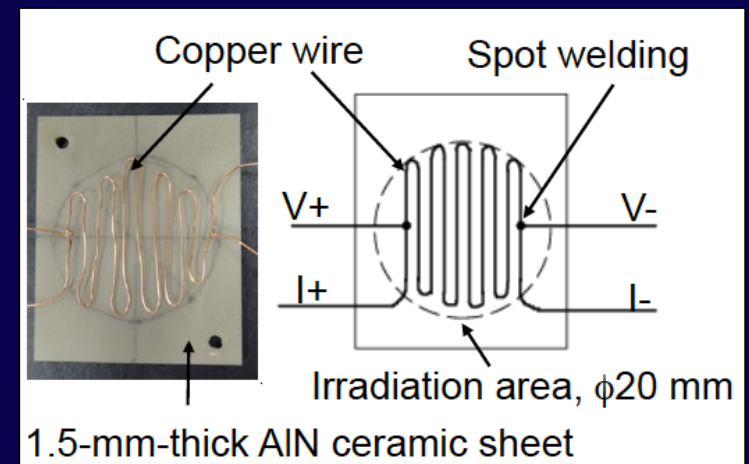 Copper wire
Spot welding
V+
V-
I+
I-
Irradiation area, ϕ20 mm
1.5-mm-thick AlN ceramic sheet